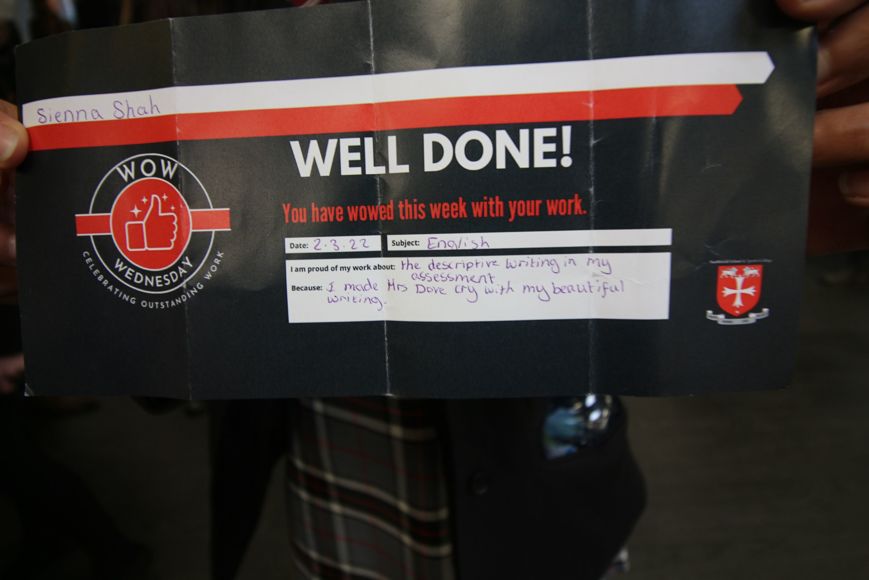 Sienna Shah
WELL DONE!
WOW
WEDNESDAY
CELEBRATING OUTSTANDING WORK
You have wowed this week with your work.
Date: 2.3.22 Subject: English
I am proud of my work about: the descriptive writing in my
assessment
Because: I made Mrs Dove cry with my beautiful
writing.